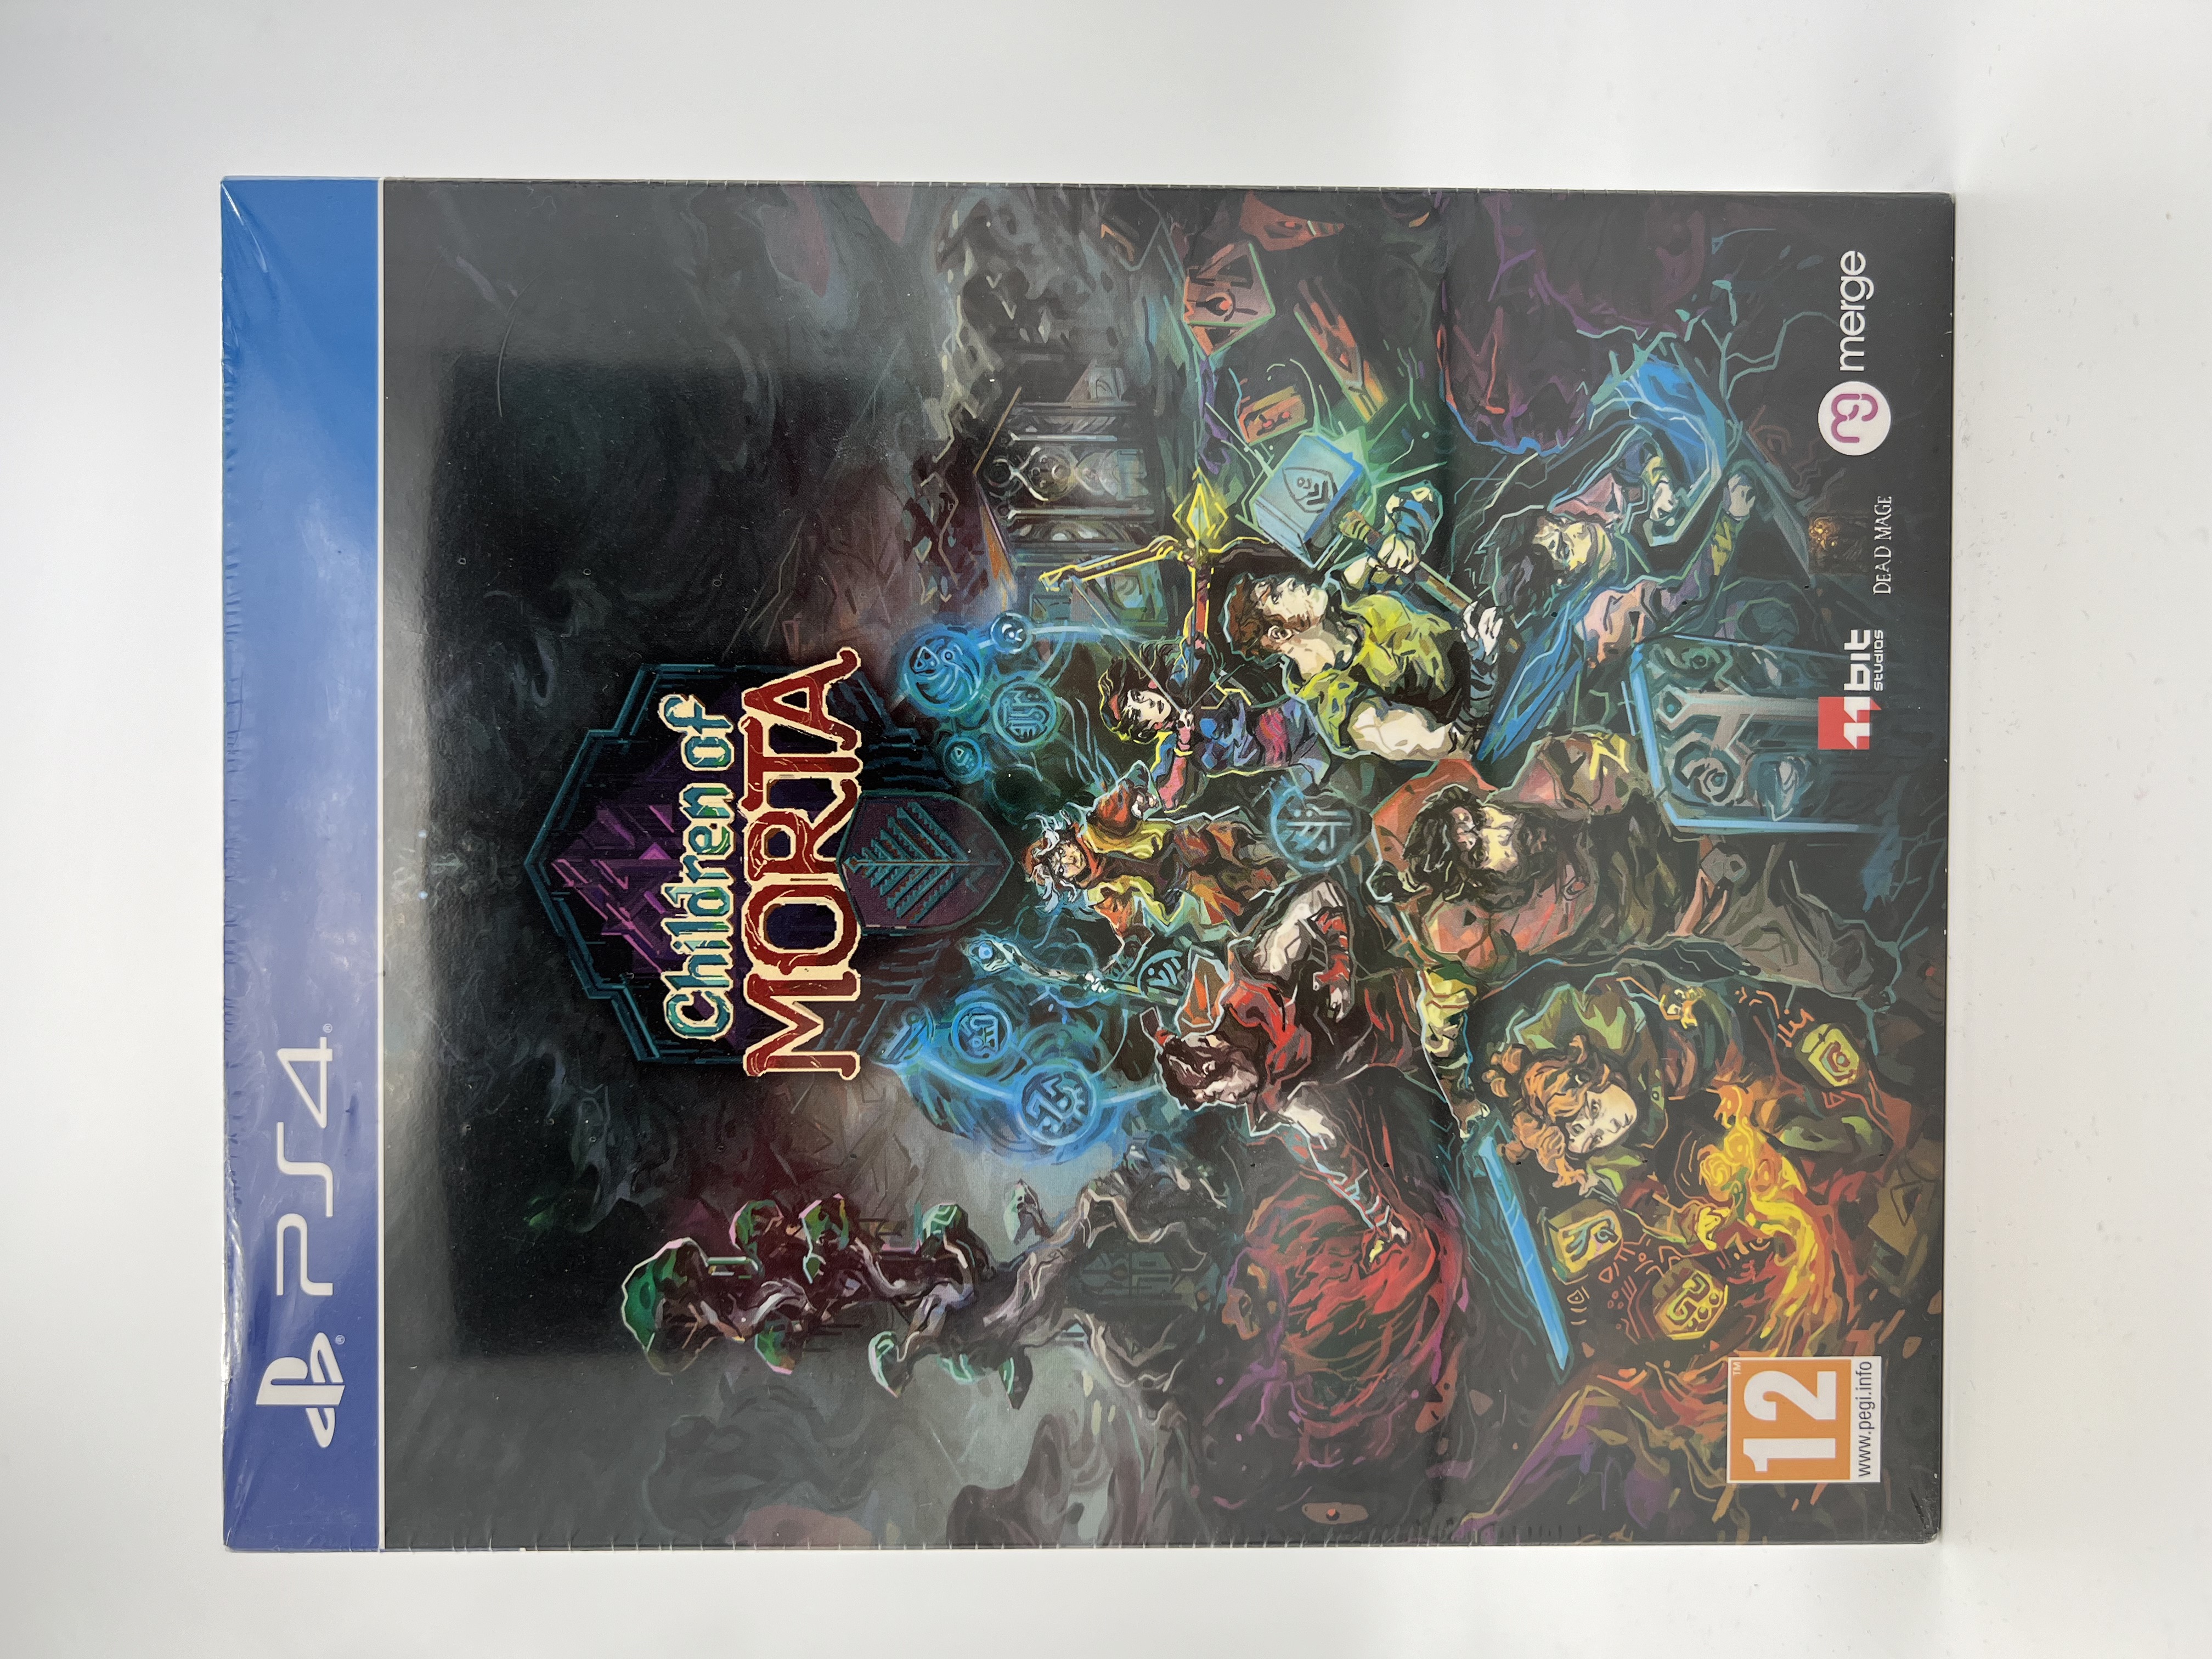 PS4
Children of
MORTA
12
www.pegi.info
11 bit
studios
DEAD MAGE
merge